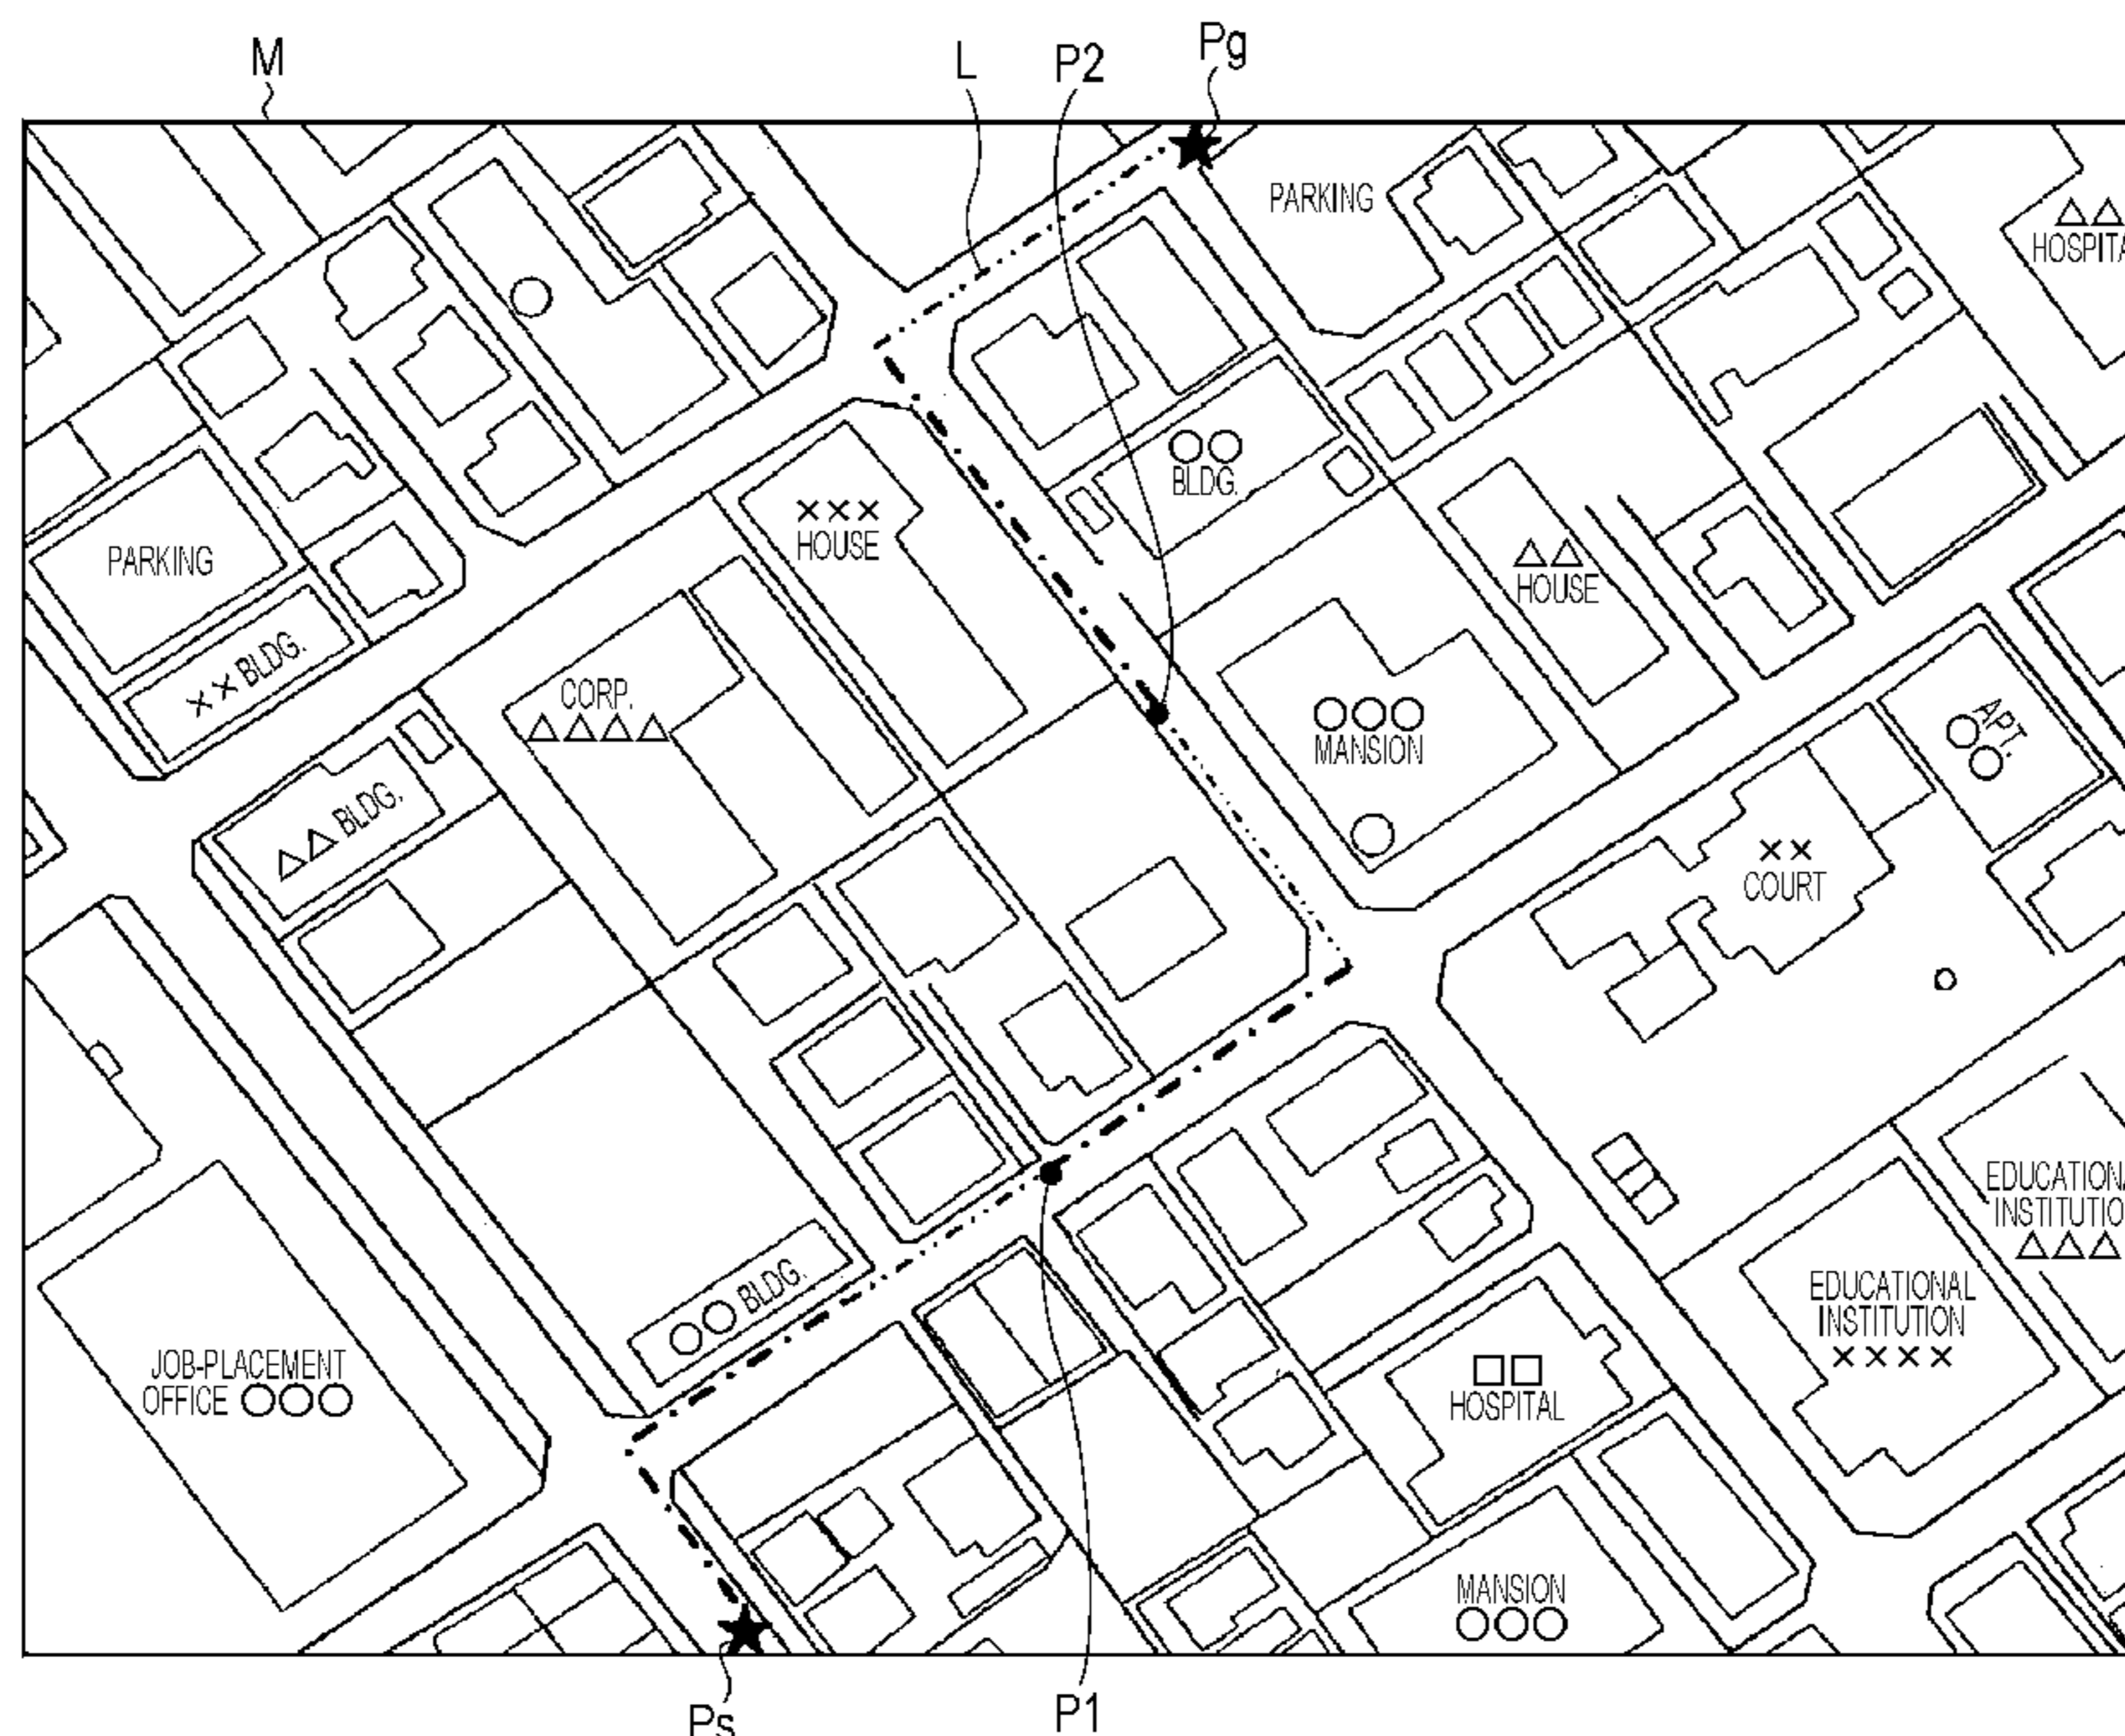 M
L
P2
Pg
PARKING
△△
HOSPITA
○○
BLDG.
×××
HOUSE
△△
HOUSE
PARKING
××BLDG.
CORP.
△△△△
○○○
MANSION
APT.
○○
△△ BLDG.
××
COURT
EDUCATIONA
INSTITUTIO
△△△
EDUCATIONAL
INSTITUTION
××××
○○ BLDG.
JOB-PLACEMENT
OFFICE ○○○
□□
HOSPITAL
MANSION
○○○
Ps
P1